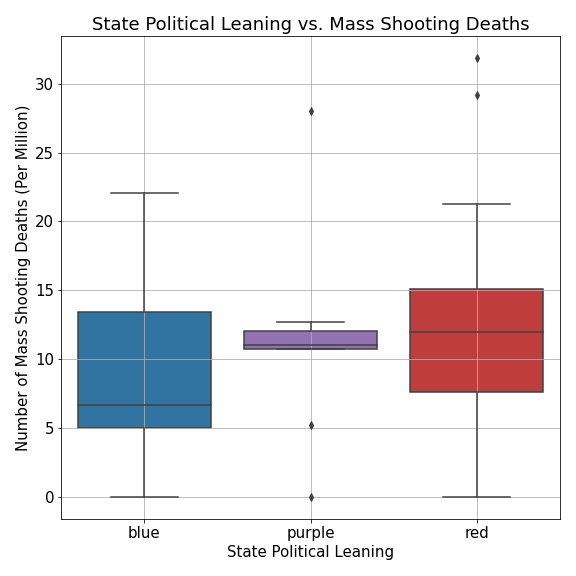 State Political Leaning vs. Mass Shooting Deaths
Number of Mass Shooting Deaths (Per Million)
30
25
20
15
10
5
0
blue purple red
State Political Leaning